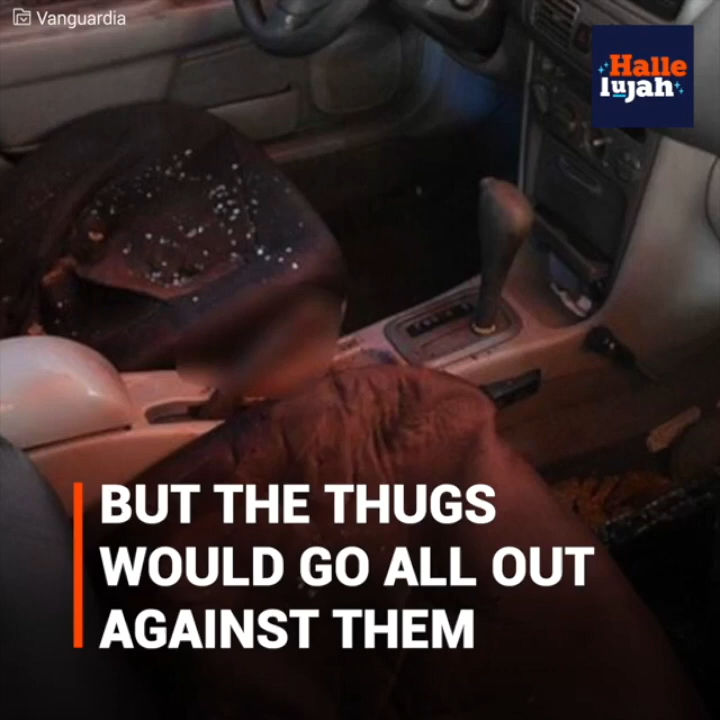 Vanguardia
Halle
lujah
BUT THE THUGS
WOULD GO ALL OUT
AGAINST THEM